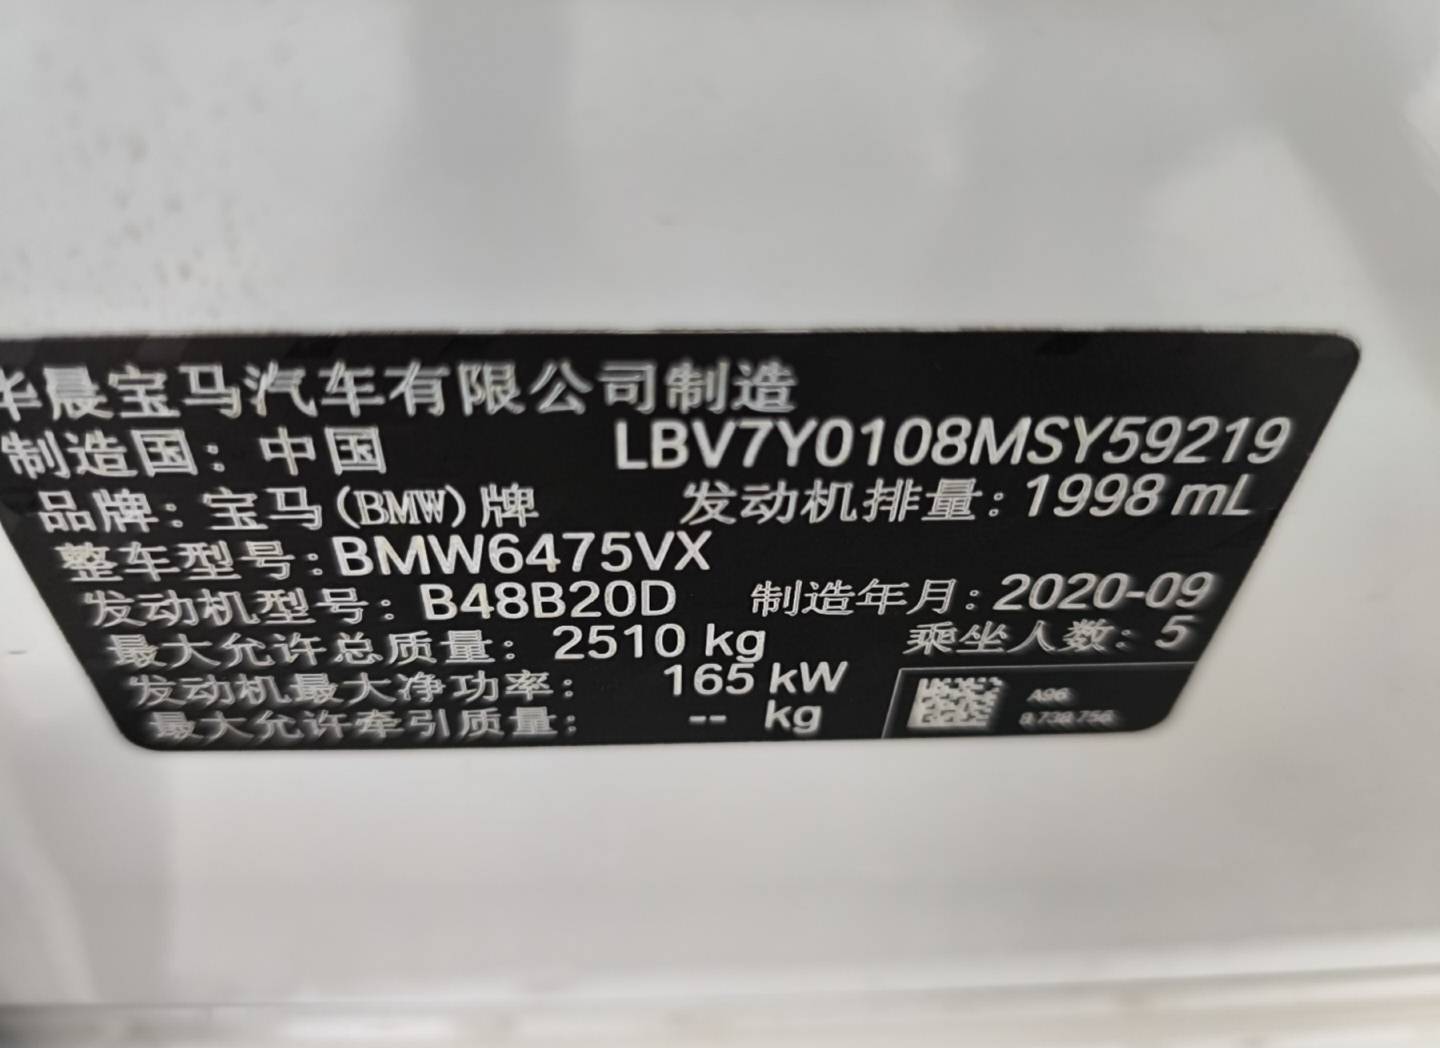 华晨宝马汽车有限公司制造
制造国：中国 LBV7Y0108MSY59219
品牌：宝马(BMW)牌 发动机排量：1998 mL
整车型号：BMW6475VX
发动机型号：B48B20D 制造年月：2020-09
最大允许总质量：2510 kg 乘坐人数：5
发动机最大净功率：165 kW
最大允许牵引质量：-- kg
A96